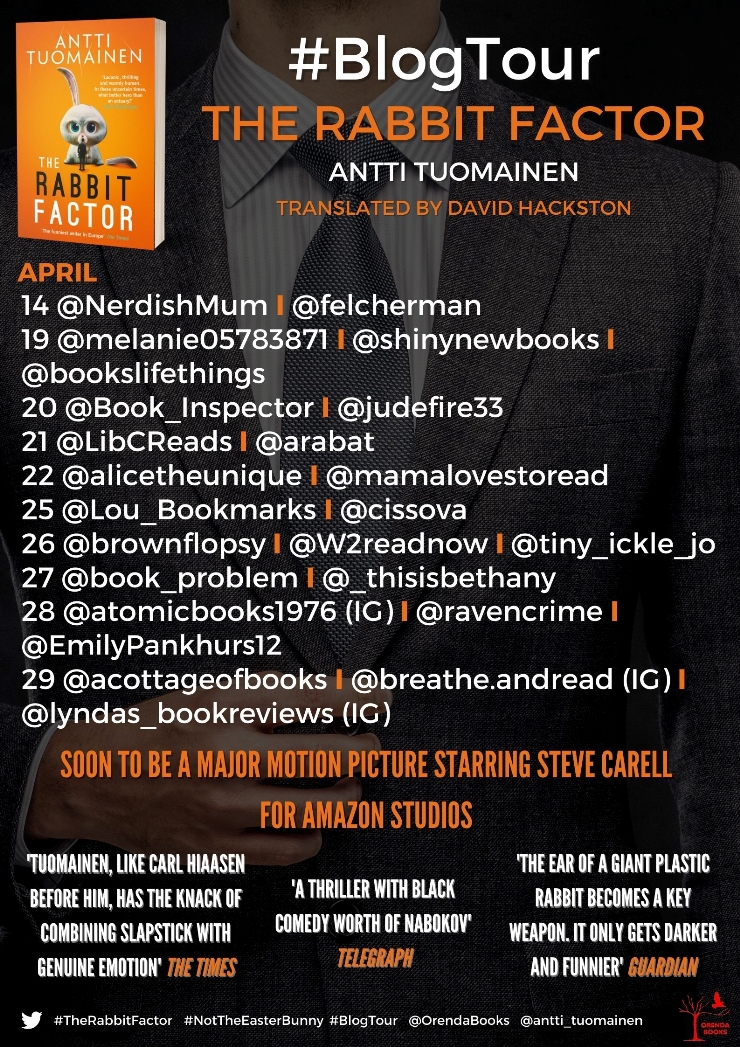 ANTTI
TUOMAINEN
THE
RABBIT
FACTOR
#BlogTour
THE RABBIT FACTOR
ANTTI TUOMAINEN
TRANSLATED BY DAVID HACKSTON
APRIL
14 @NerdishMum I @felcherman
19 @melanie05783871 I @shinynewbooks I
@bookslifethings
20 @Book_Inspector I @judefire33
21 @LibCReads I @arabat
22 @alicetheunique I @mamalovestoread
25 @Lou_Bookmarks I @cissova
26 @brownflopsy I @W2readnow I @tiny_ickle_jo
27 @book_problem I @_thisisbethany
28 @atomicbooks1976 (IG) I @ravencrime I
@EmilyPankhurs12
29 @acottageofbooks I @breathe.andread (IG) I
@lyndas_bookreviews (IG)
SOON TO BE A MAJOR MOTION PICTURE STARRING STEVE CARELL
FOR AMAZON STUDIOS
'TUOMAINEN, LIKE CARL HIAASEN
BEFORE HIM, HAS THE KNACK OF
COMBINING SLAPSTICK WITH
GENUINE EMOTION' THE TIMES
'A THRILLER WITH BLACK
COMEDY WORTH OF NABOKOV'
TELEGRAPH
'THE EAR OF A GIANT PLASTIC
RABBIT BECOMES A KEY
WEAPON. IT ONLY GETS DARKER
AND FUNNIER' GUARDIAN
#TheRabbitFactor #NotTheEasterBunny #BlogTour @OrendaBooks @antti_tuomainen
ORENDA
BOOKS